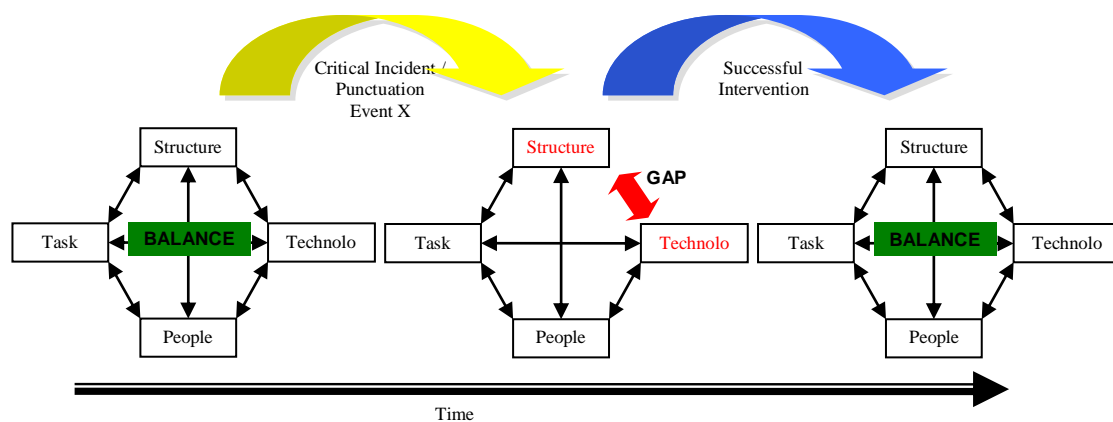 Critical Incident /
Punctuation
Event X
Successful
Intervention
Structure
Task
BALANCE
Technolo
People
Structure
GAP
Task
Technolo
People
Structure
Task
BALANCE
Technolo
People
Time